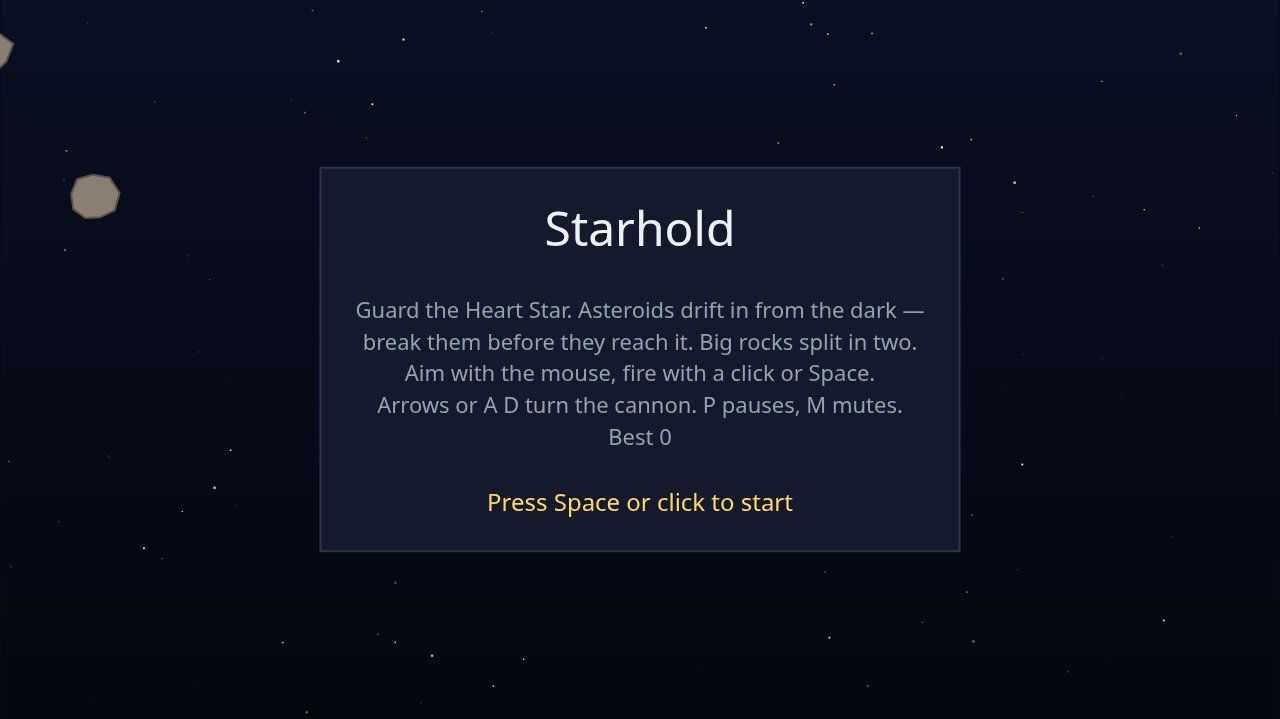 Starhold
Guard the Heart Star. Asteroids drift in from the dark —
break them before they reach it. Big rocks split in two.
Aim with the mouse, fire with a click or Space.
Arrows or A D turn the cannon. P pauses, M mutes.
Best 0
Press Space or click to start